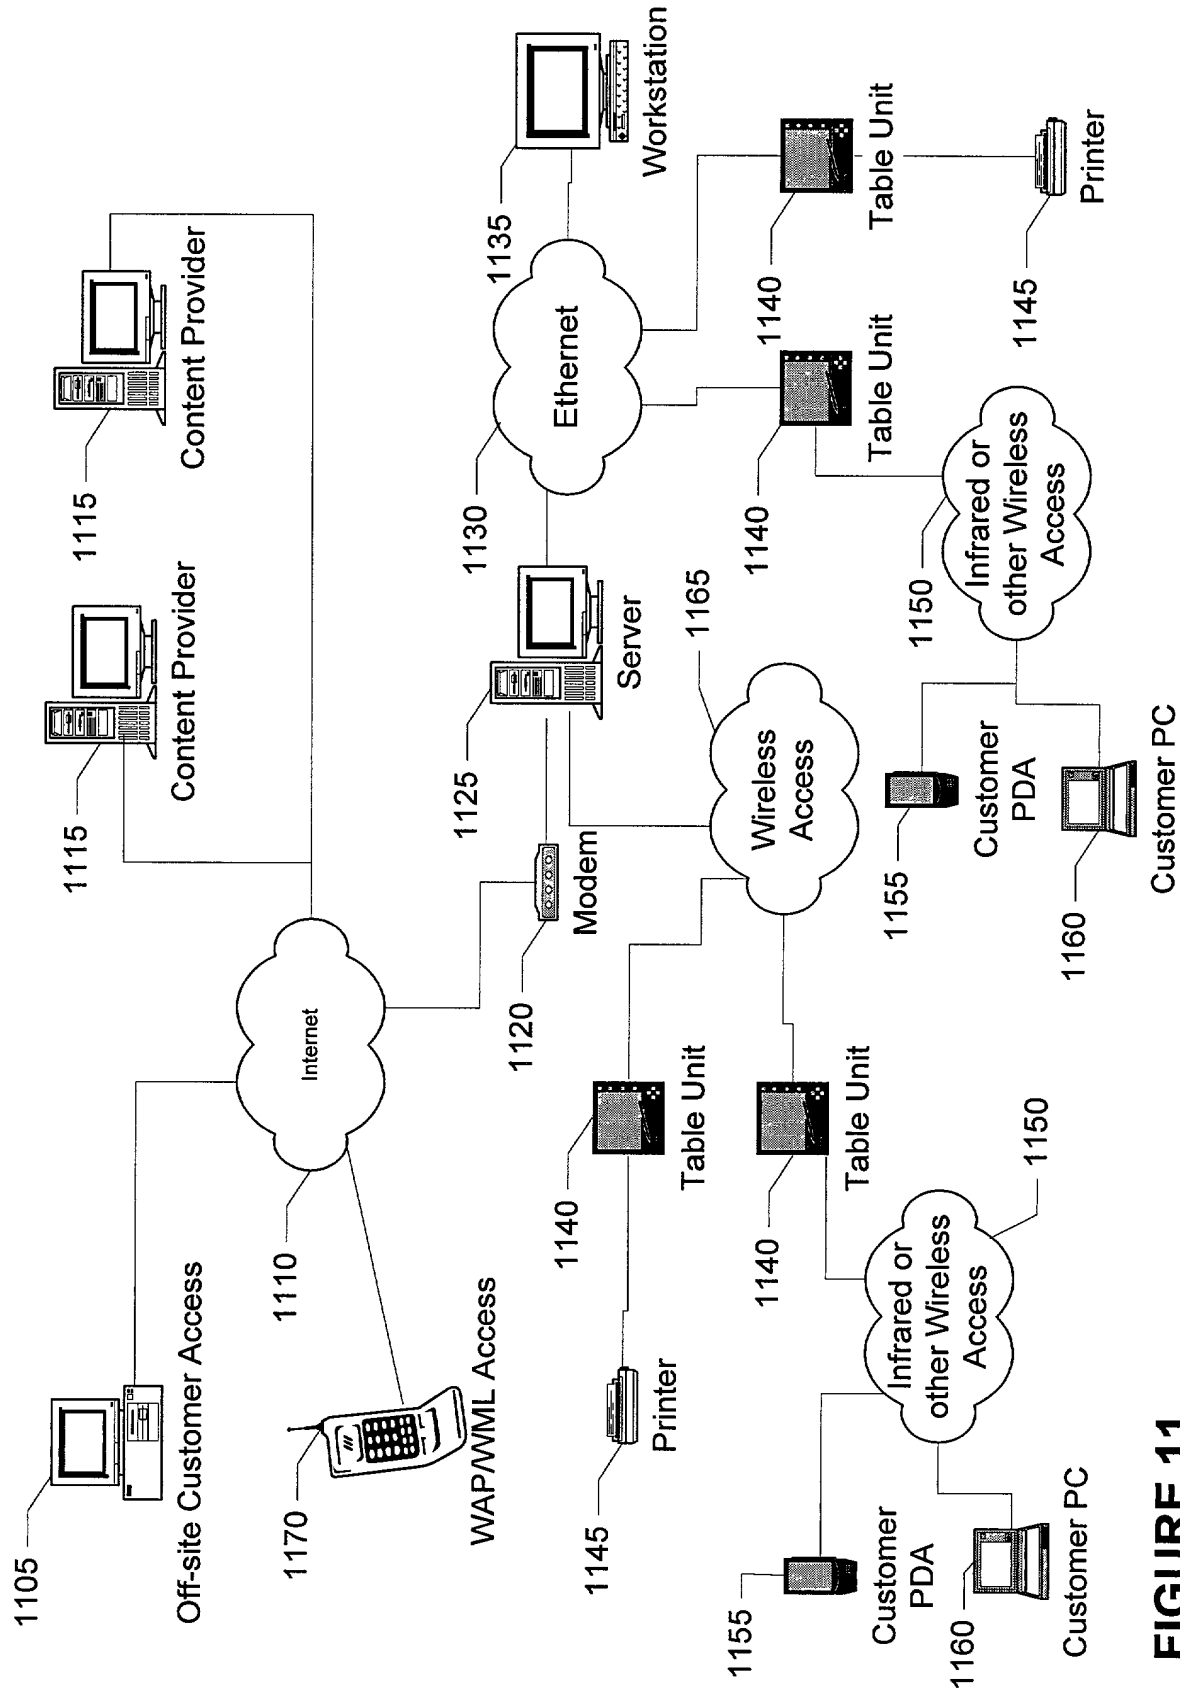 1105
Off-site Customer Access
1170
WAP/WML Access
1110
Internet
1115
Content Provider
1115
Content Provider
1120
Modem
1125
Server
1130
Ethernet
1135
Workstation
1145
Printer
1140
Table Unit
1165
Wireless
Access
1140
Table Unit
1140
Table Unit
1140
Table Unit
1155
Customer
PDA
1160
Customer PC
Infrared or
other Wireless
Access
1150
1155
Customer
PDA
1160
Customer PC
1150
Infrared or
other Wireless
Access
1145
Printer
FIGURE 11